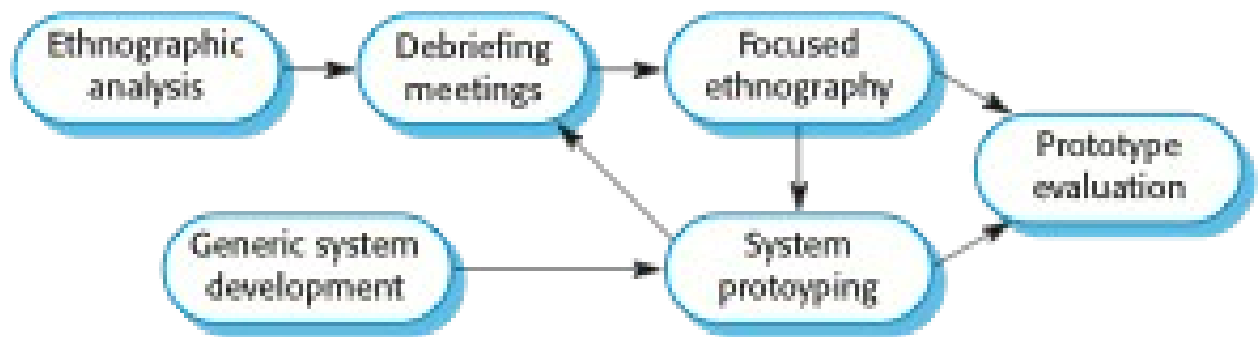 Ethnographic
analysis
Debriefing
meetings
Focused
ethnography
Prototype
evaluation
Generic system
development
System
protoyping